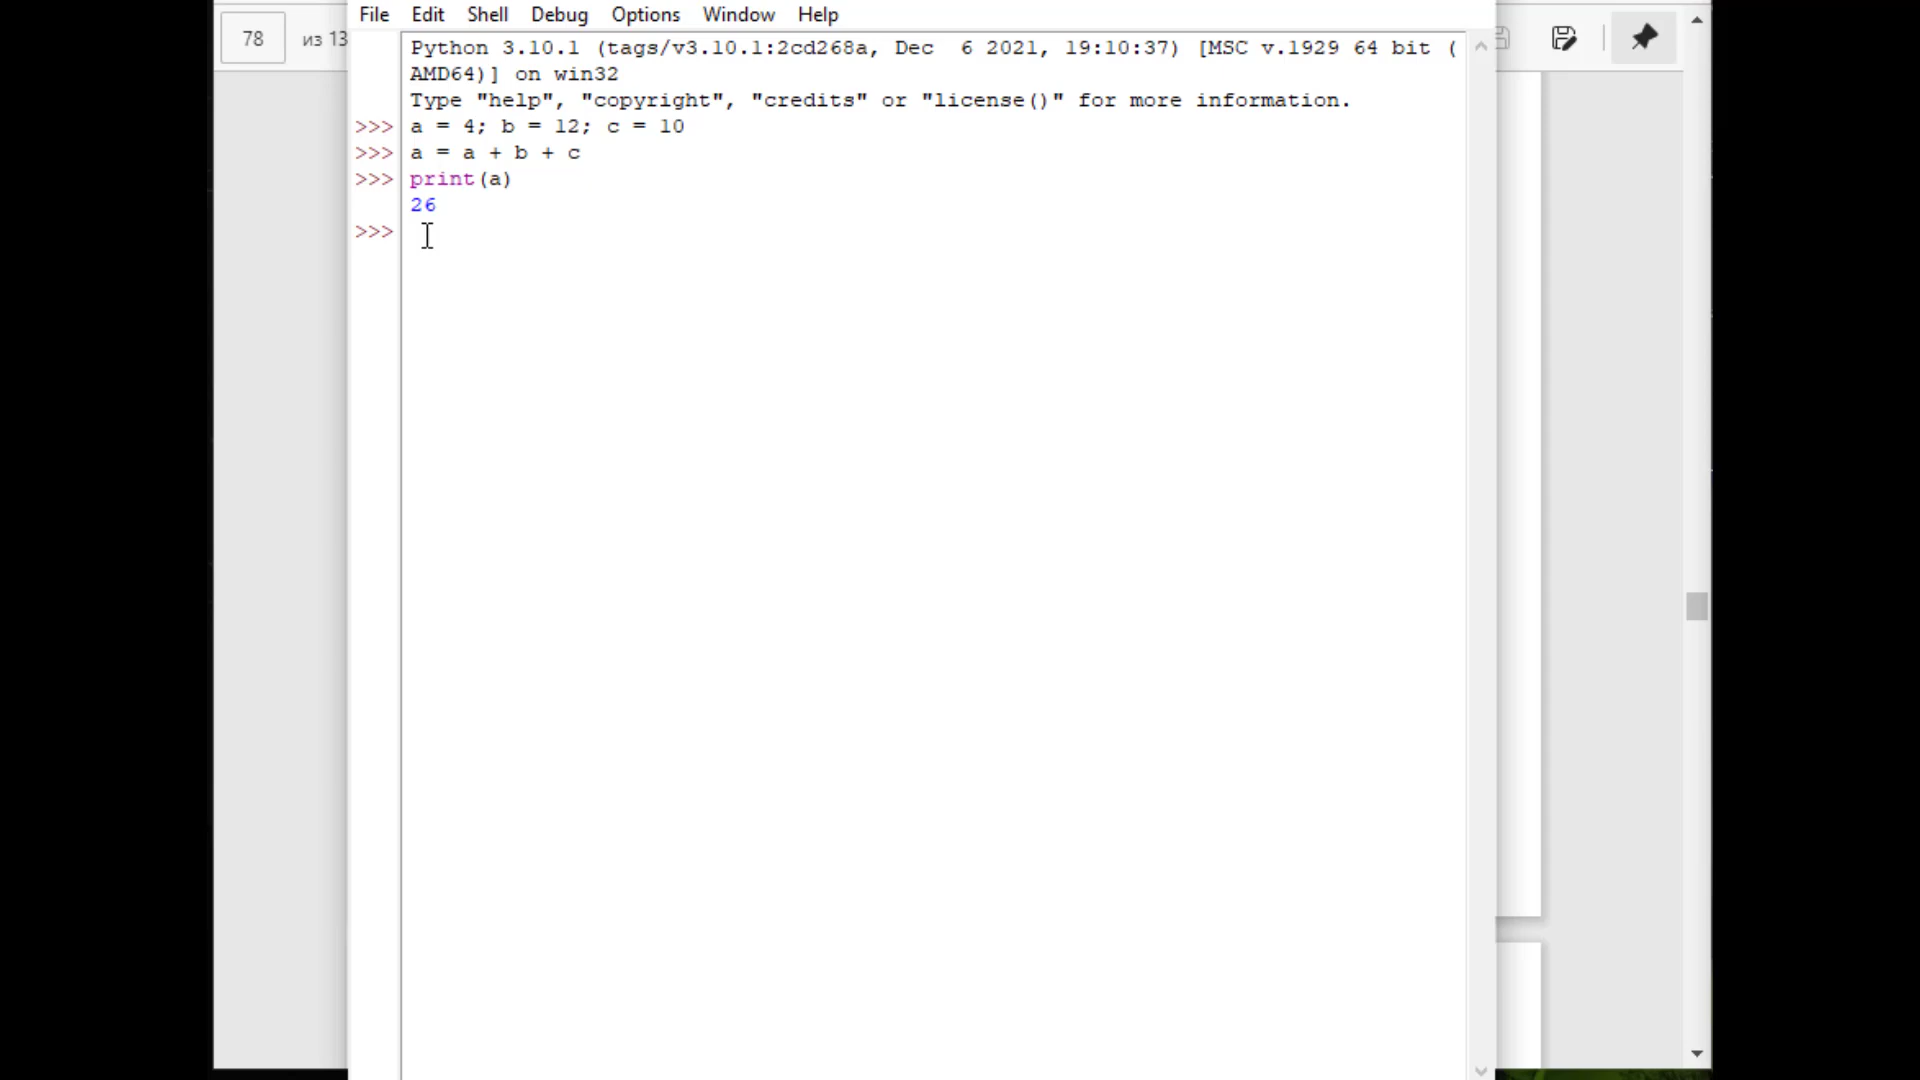 File Edit Shell Debug Options Window Help
78 из 13
Python 3.10.1 (tags/v3.10.1:2cd268a, Dec  6 2021, 19:10:37) [MSC v.1929 64 bit (
AMD64)] on win32
Type "help", "copyright", "credits" or "license()" for more information.
>>> a = 4; b = 12; c = 10
>>> a = a + b + c
>>> print(a)
26
>>>